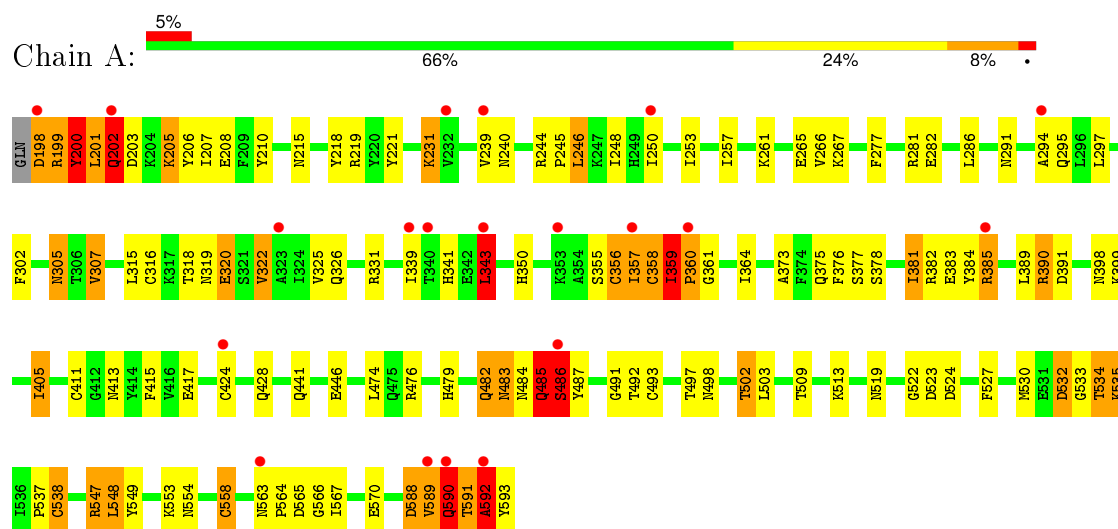 5%
Chain A:
66% 24% 8% •
GLN D198 R199 Y200 L201 Q202 D203 K204 K205 Y206 I207 E208 F209 Y210 N215 Y218 R219 Y220 Y221 K231 V232 V239 N240 R244 P245 L246 K247 I248 H249 I250 I253 I257 K261 E265 V266 K267 F277 R281 E282 L286 N291 A294 Q295 L296 L297
F302 N305 T306 V307 L315 C316 K317 T318 N319 E320 S321 V322 A323 I324 V325 Q326 R331 I339 T340 H341 E342 L343 H350 K353 A354 S355 C356 I357 C358 I359 P360 G361 I364 A373 F374 Q375 F376 S377 S378 I381 R382 E383 Y384 R385 L389 R390 D391 N398 K399
I405 C411 G412 N413 Y414 F415 V416 E417 C424 Q428 Q441 E446 L474 Q475 R476 H479 Q482 N483 N484 Q485 S486 Y487 G491 T492 C493 T497 N498 T502 L503 T509 K513 N519 G522 D523 D524 F527 M530 E531 D532 G533 T534 K535
I536 P537 C538 R547 L548 Y549 K553 N554 C558 N563 P564 D565 G566 I567 E570 D588 V589 Q590 T591 A592 Y593